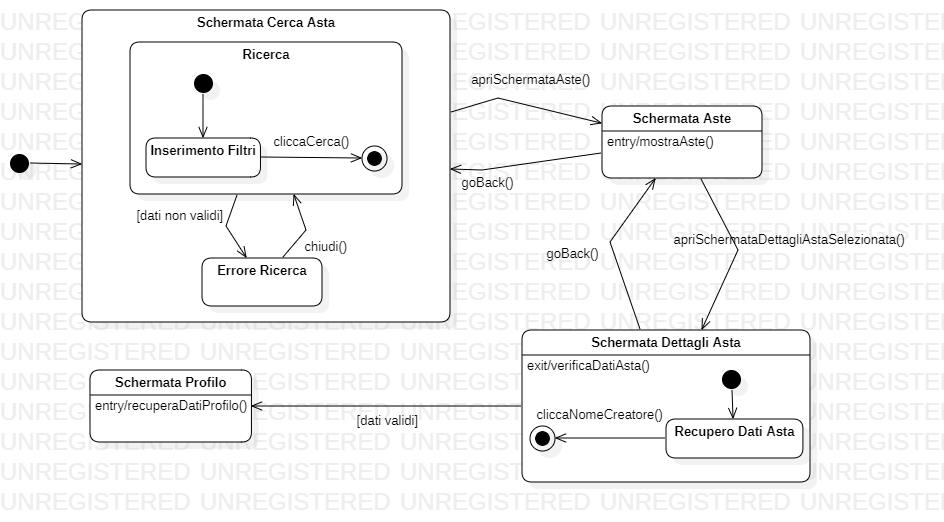 Schermata Cerca Asta
Ricerca
Inserimento Filtri
cliccaCerca()
[dati non validi]
chiudi()
Errore Ricerca
apriSchermataAste()
Schermata Aste
entry/mostraAste()
goBack()
goBack()
apriSchermataDettagliAstaSelezionata()
Schermata Dettagli Asta
exit/verificaDatiAsta()
cliccaNomeCreatore()
Recupero Dati Asta
[dati validi]
Schermata Profilo
entry/recuperaDatiProfilo()
UNREGISTERED